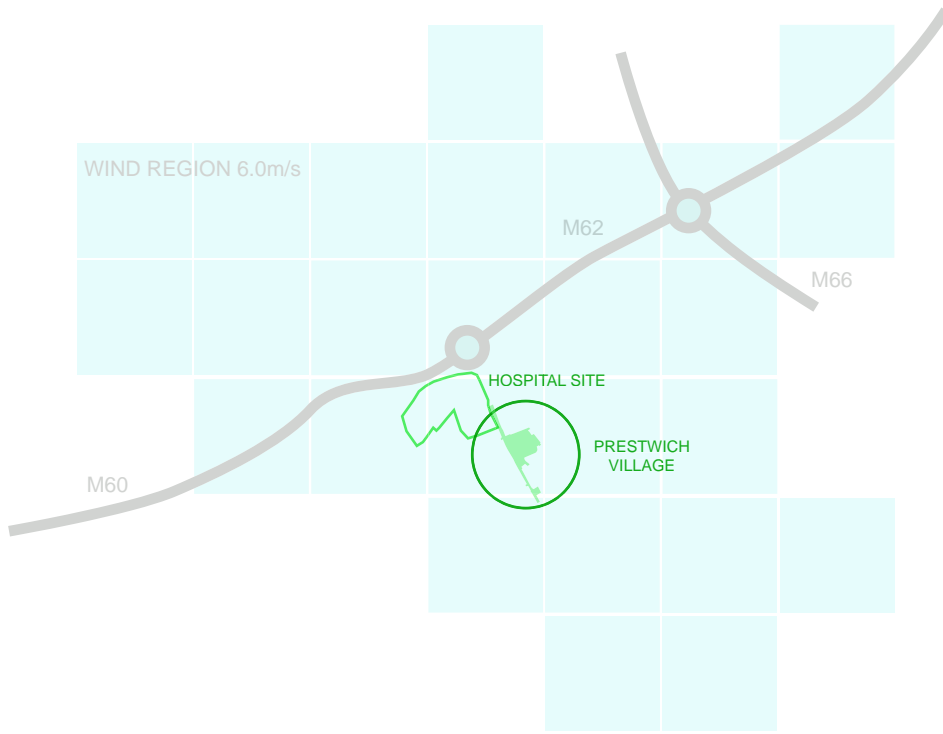 WIND REGION 6.0m/s
M62
M66
HOSPITAL SITE
PRESTWICH
VILLAGE
M60